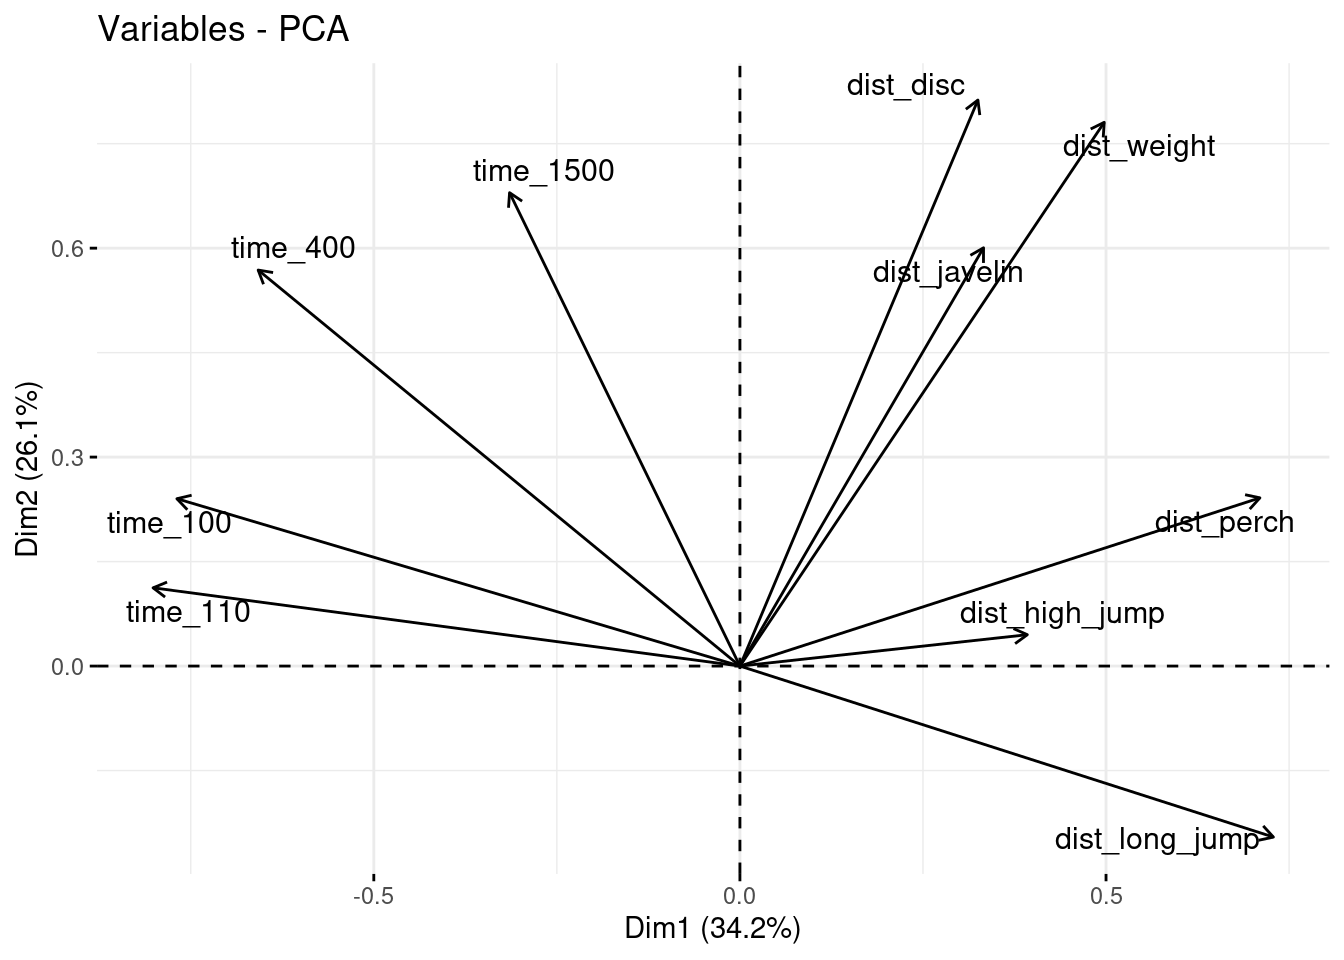 Variables - PCA
dist_disc
dist_weight
time_1500
time_400
0.6
dist_javelin
Dim2 (26.1%)
0.3
time_100
dist_perch
time_110
dist_high_jump
0.0
dist_long_jump
-0.5
0.0
0.5
Dim1 (34.2%)